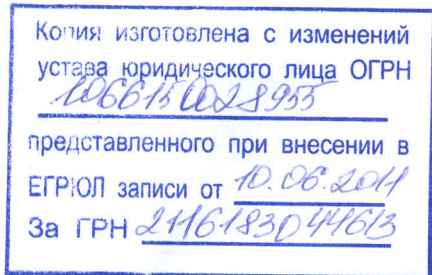 Копия изготовлена с изменений
устава юридического лица ОГРН
1066150028955
представленного при внесении в
ЕГРЮЛ записи от 10.06.2011
За ГРН 2116183044613